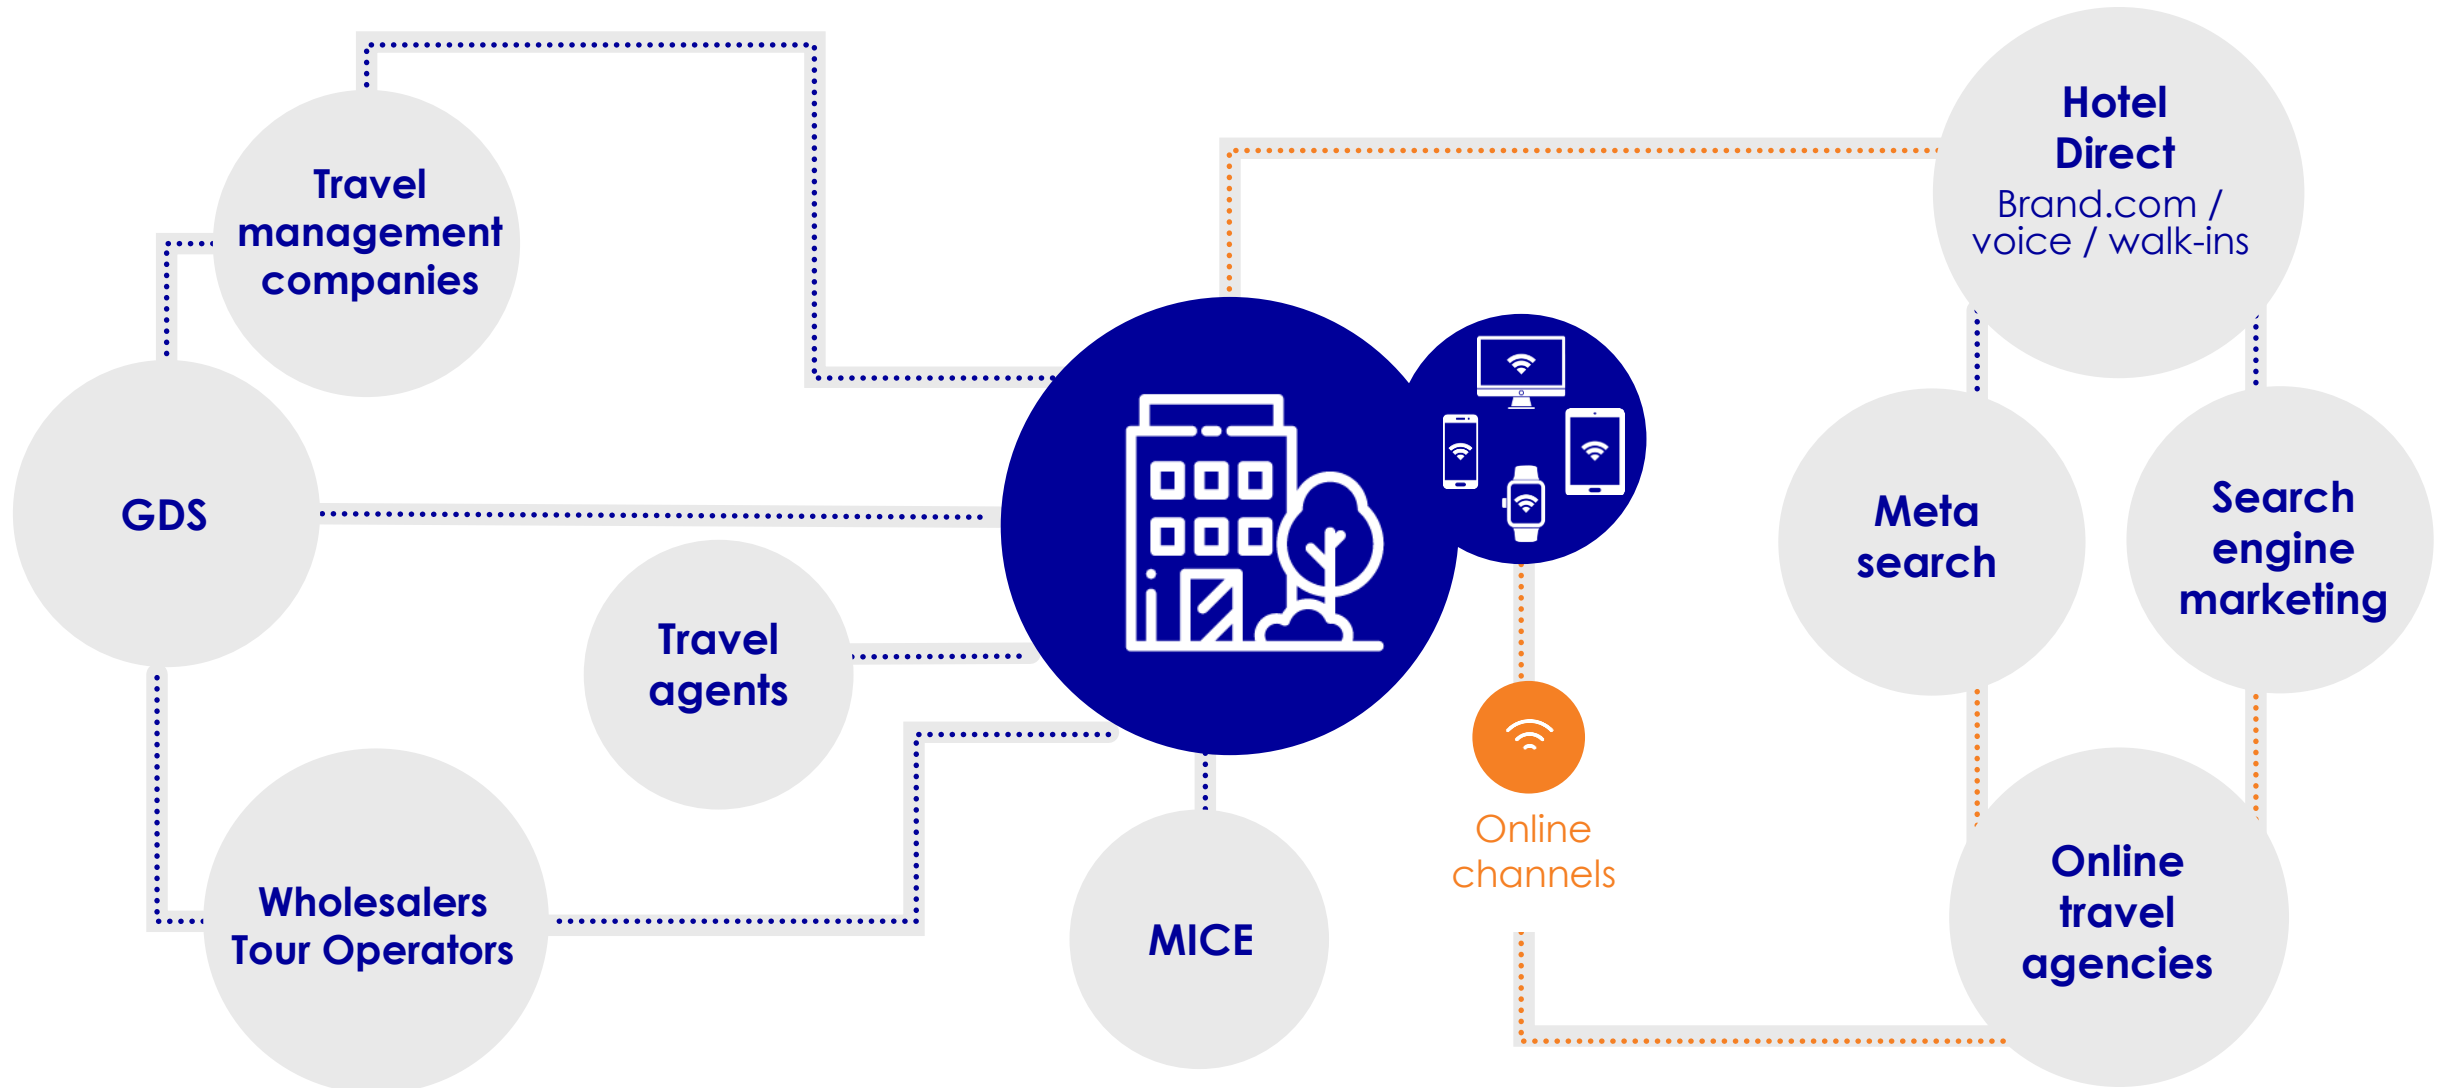 Travel
management
companies
GDS
Travel
agents
Wholesalers
Tour Operators
MICE
Online
channels
Hotel
Direct
Brand.com /
voice / walk-ins
Meta
search
Search
engine
marketing
Online
travel
agencies